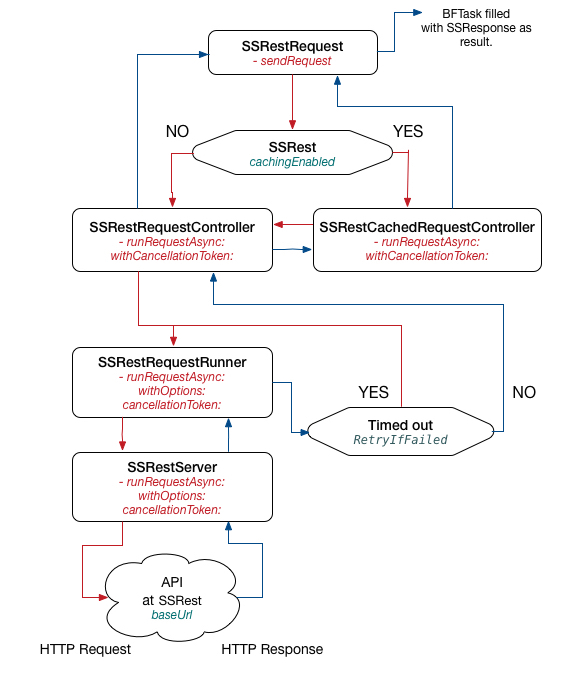 BFTask filled
with SSResponse as
result.
SSRestRequest
- sendRequest
NO
YES
SSRest
cachingEnabled
SSRestRequestController
- runRequestAsync:
withCancellationToken:
SSRestCachedRequestController
- runRequestAsync:
withCancellationToken:
SSRestRequestRunner
- runRequestAsync:
withOptions:
cancellationToken:
YES
NO
Timed out
RetryIfFailed
SSRestServer
- runRequestAsync:
withOptions:
cancellationToken:
API
at SSRest
baseUrl
HTTP Request
HTTP Response